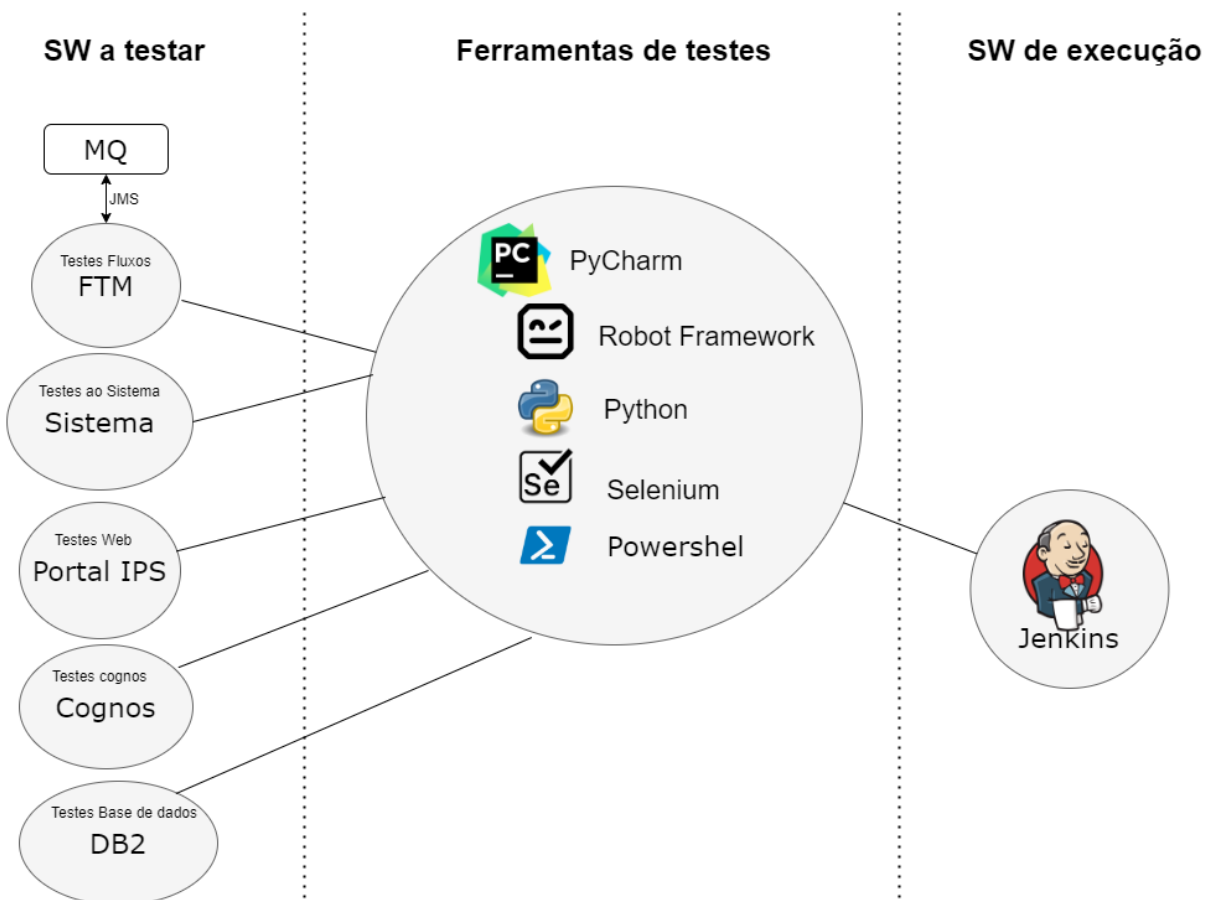 SW a testar
Ferramentas de testes
SW de execução
MQ
JMS
Testes Fluxos
FTM
Testes ao Sistema
Sistema
Testes Web
Portal IPS
Testes cognos
Cognos
Testes Base de dados
DB2
PC
PyCharm
Robot Framework
Python
Se
Selenium
Powershel
Jenkins